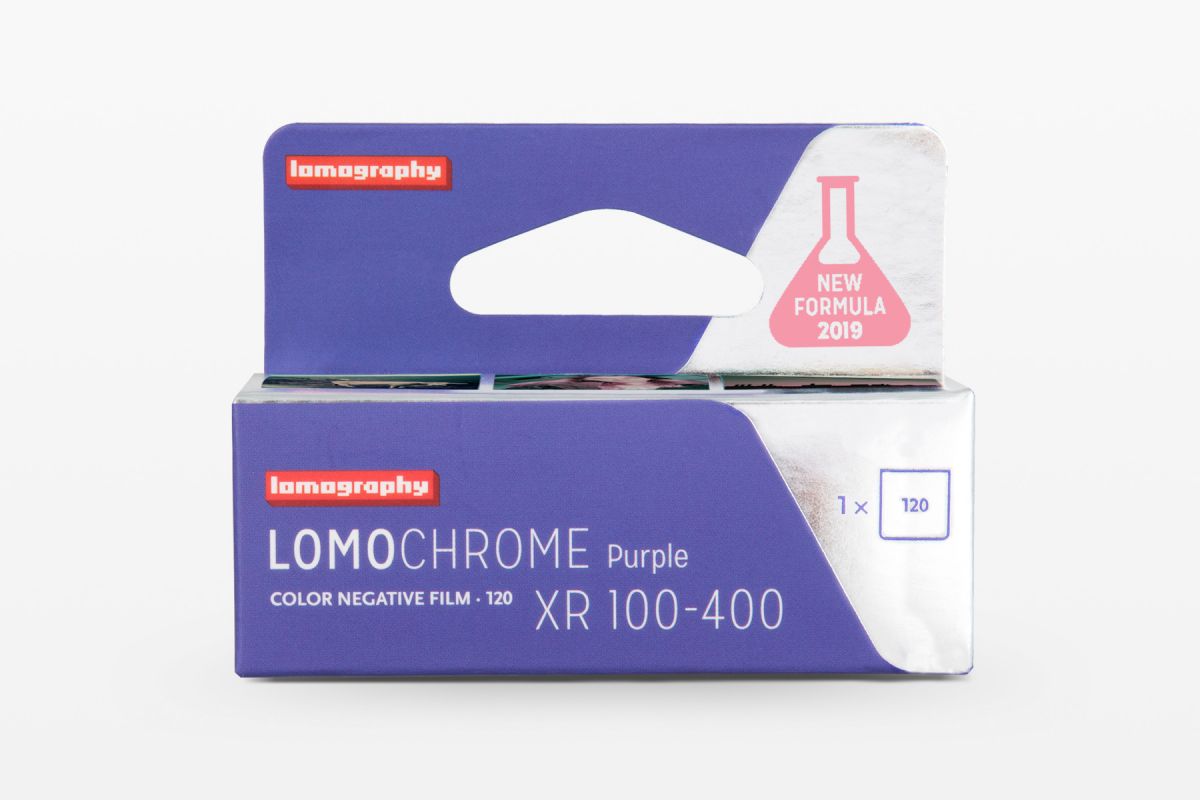 lomography
NEW
FORMULA
2019
lomography
1 × 120
LOMOCHROME Purple
COLOR NEGATIVE FILM · 120
XR 100-400